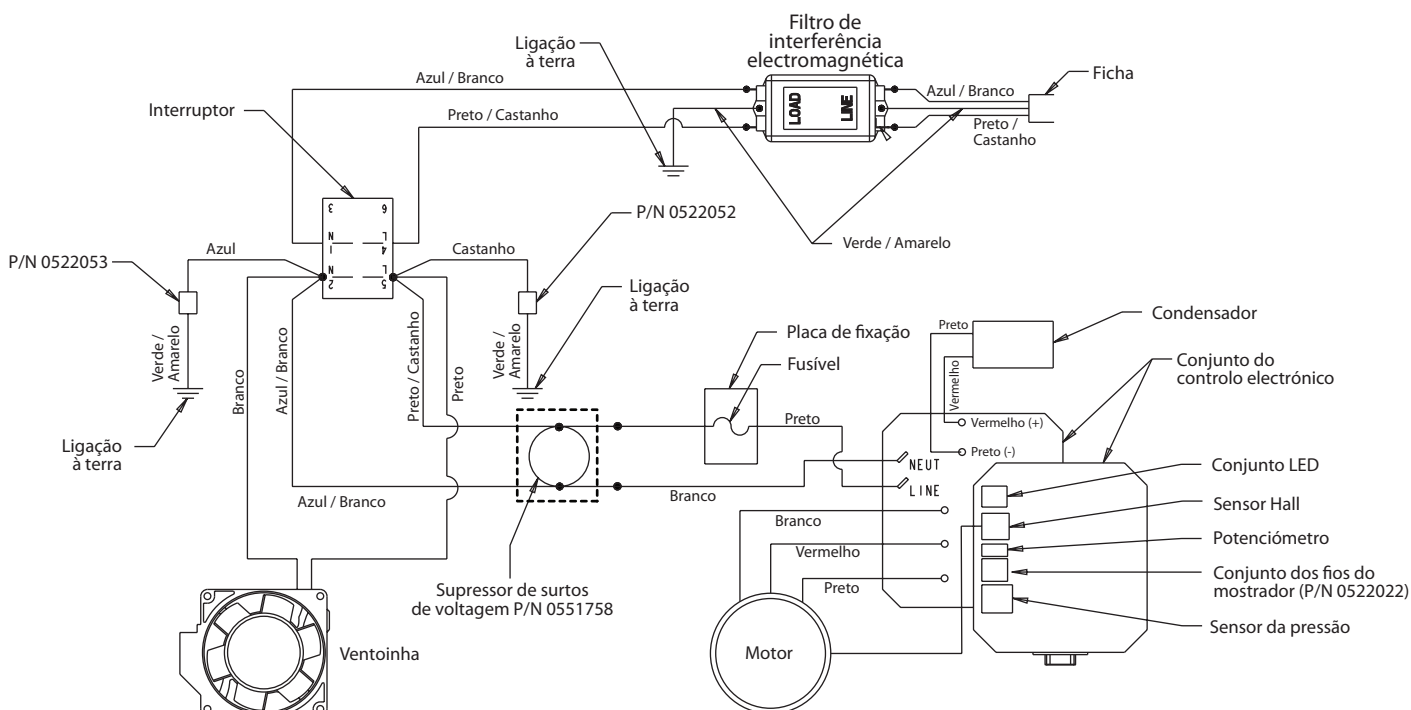 Filtro de
interferência
electromagnética
Ligação
à terra
Azul / Branco
Azul / Branco
Ficha
LOAD
LINE
Interruptor
Preto / Castanho
Preto /
Castanho
3
6
N
1
L
4
N
2
L
5
P/N 0522052
Verde / Amarelo
P/N 0522053
Azul
Castanho
Ligação
à terra
Verde /
Amarelo
Verde /
Amarelo
Branco
Azul / Branco
Preto / Castanho
Preto
Ligação
à terra
Placa de fixação
Fusível
Preto
Condensador
Preto
Vermelho
Conjunto do
controlo electrónico
Vermelho (+)
Preto (-)
NEUT
LINE
Azul / Branco
Branco
Conjunto LED
Sensor Hall
Potenciómetro
Conjunto dos fios do
mostrador (P/N 0522022)
Sensor da pressão
Branco
Vermelho
Preto
Supressor de surtos
de voltagem P/N 0551758
Ventoinha
Motor